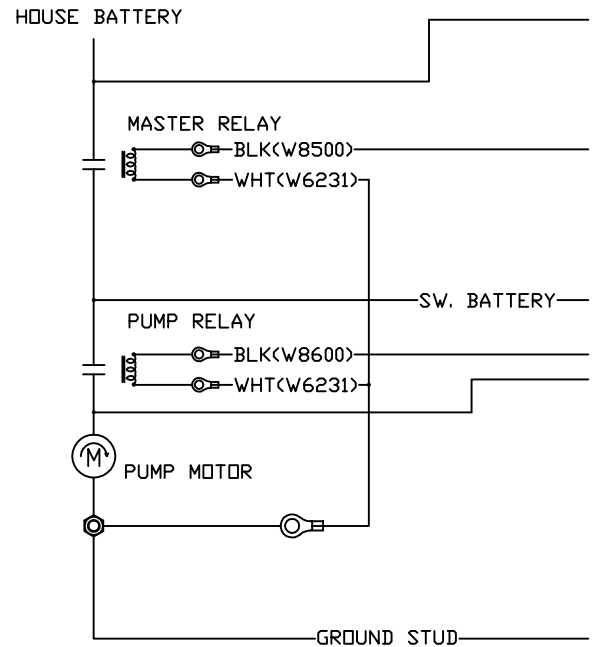 HOUSE BATTERY
MASTER RELAY
BLK(W8500)
WHT(W6231)
SW. BATTERY
PUMP RELAY
BLK(W8600)
WHT(W6231)
M
PUMP MOTOR
GROUND STUD